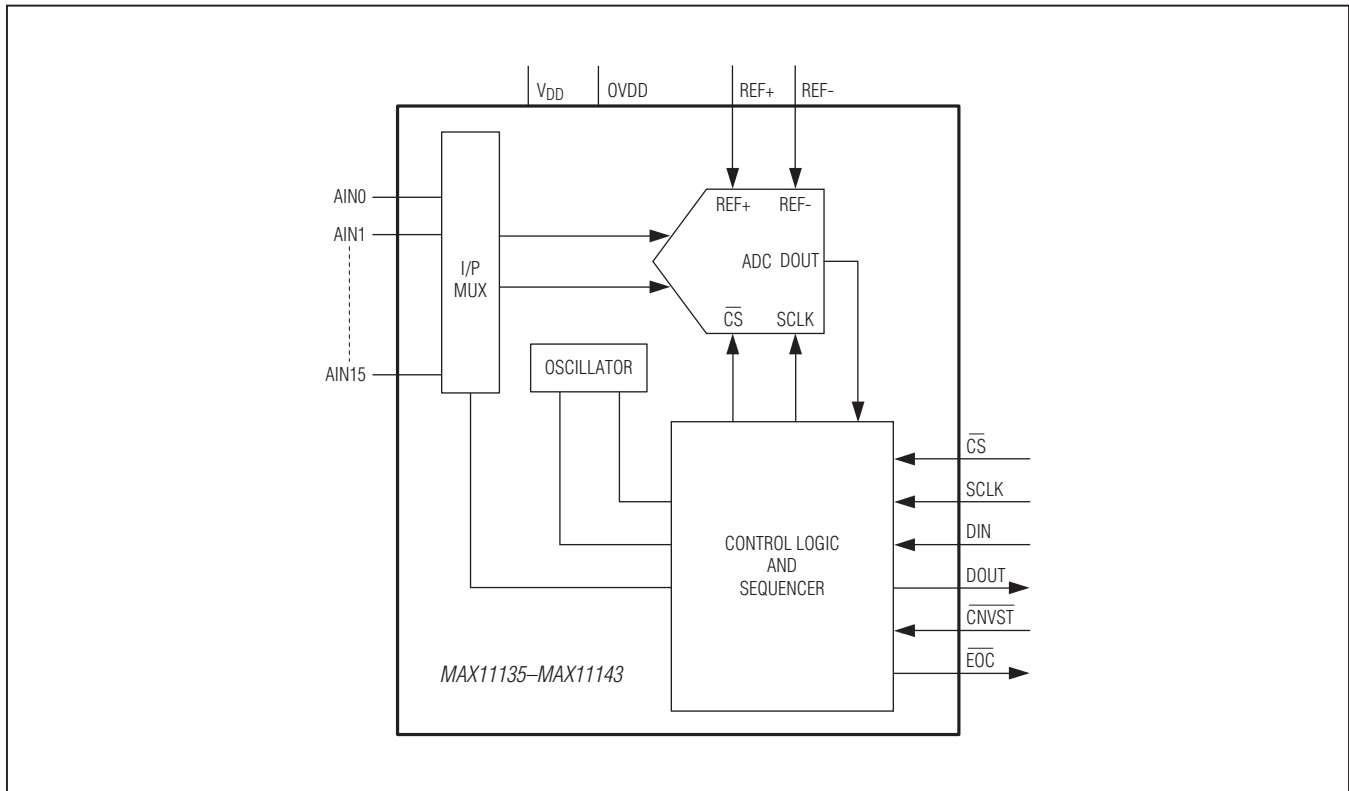 VDD
OVDD
REF+
REF-
AIN0
AIN1
AIN15
I/P
MUX
REF+
REF-
ADC
DOUT
CS
SCLK
OSCILLATOR
CONTROL LOGIC
AND
SEQUENCER
CS
SCLK
DIN
DOUT
CNVST
EOC
MAX11135–MAX11143